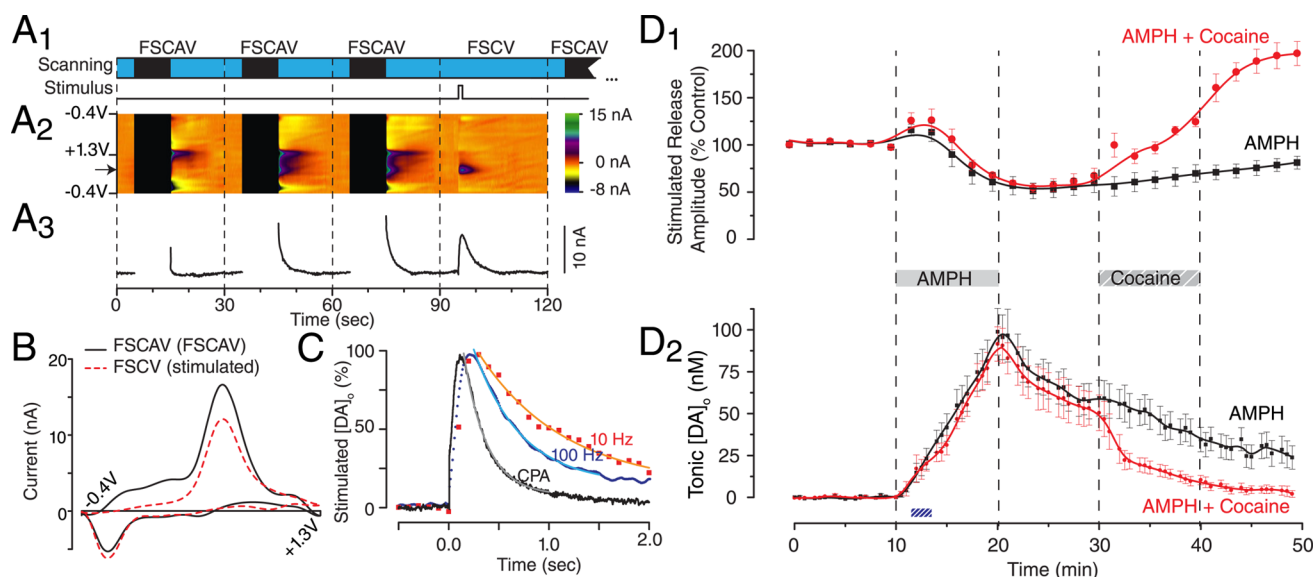 A1
FSCAV FSCAV FSCAV FSCV FSCAV
Scanning
...
Stimulus
A2
-0.4V
+1.3V
-0.4V
15 nA
0 nA
-8 nA
A3
10 nA
0 30 60 90 120
Time (sec)
B
20
10
0
Current (nA)
FSCAV (FSCAV)
FSCV (stimulated)
-0.4V
+1.3V
C
100
50
0
Stimulated [DA]o (%)
10 Hz
100 Hz
CPA
0.0 1.0 2.0
Time (sec)
D1
200
150
100
50
0
Stimulated Release
Amplitude (% Control)
AMPH + Cocaine
AMPH
AMPH
Cocaine
D2
100
75
50
25
0
Tonic [DA]o (nM)
AMPH
AMPH + Cocaine
0 10 20 30 40 50
Time (min)